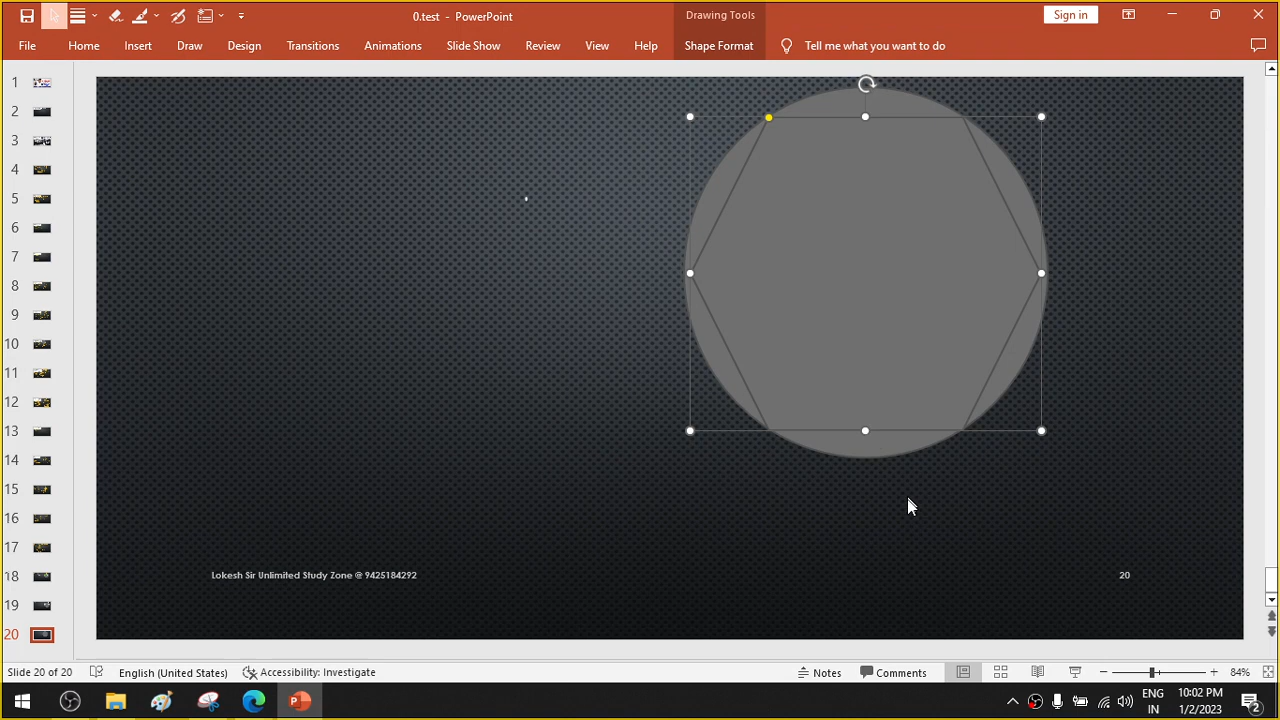 0.test - PowerPoint
Drawing Tools
Sign in
File Home Insert Draw Design Transitions Animations Slide Show Review View Help Shape Format Tell me what you want to do
1
2
3
4
5
6
7
8
9
10
11
12
13
14
15
16
17
18
19
20
Lokesh Sir Unlimited Study Zone @ 9425184292
20
Slide 20 of 20 English (United States) Accessibility: Investigate Notes Comments 84%
ENG
IN
10:02 PM
1/2/2023
2